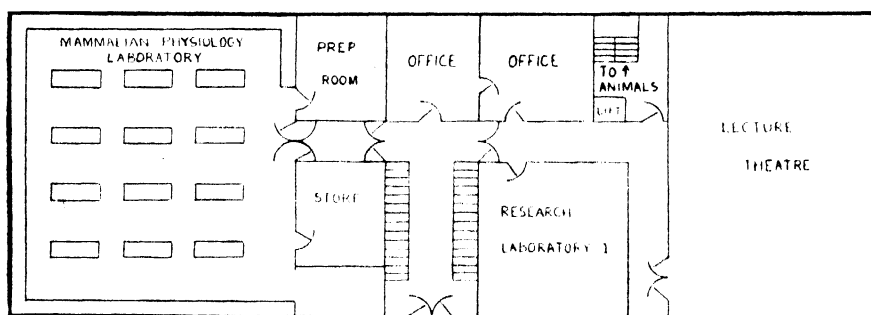 MAMMALIAN PHYSIOLOGY
LABORATORY
PREP
ROOM
OFFICE
OFFICE
TO ↑
ANIMALS
LIFT
LECTURE
THEATRE
STORE
RESEARCH
LABORATORY 1